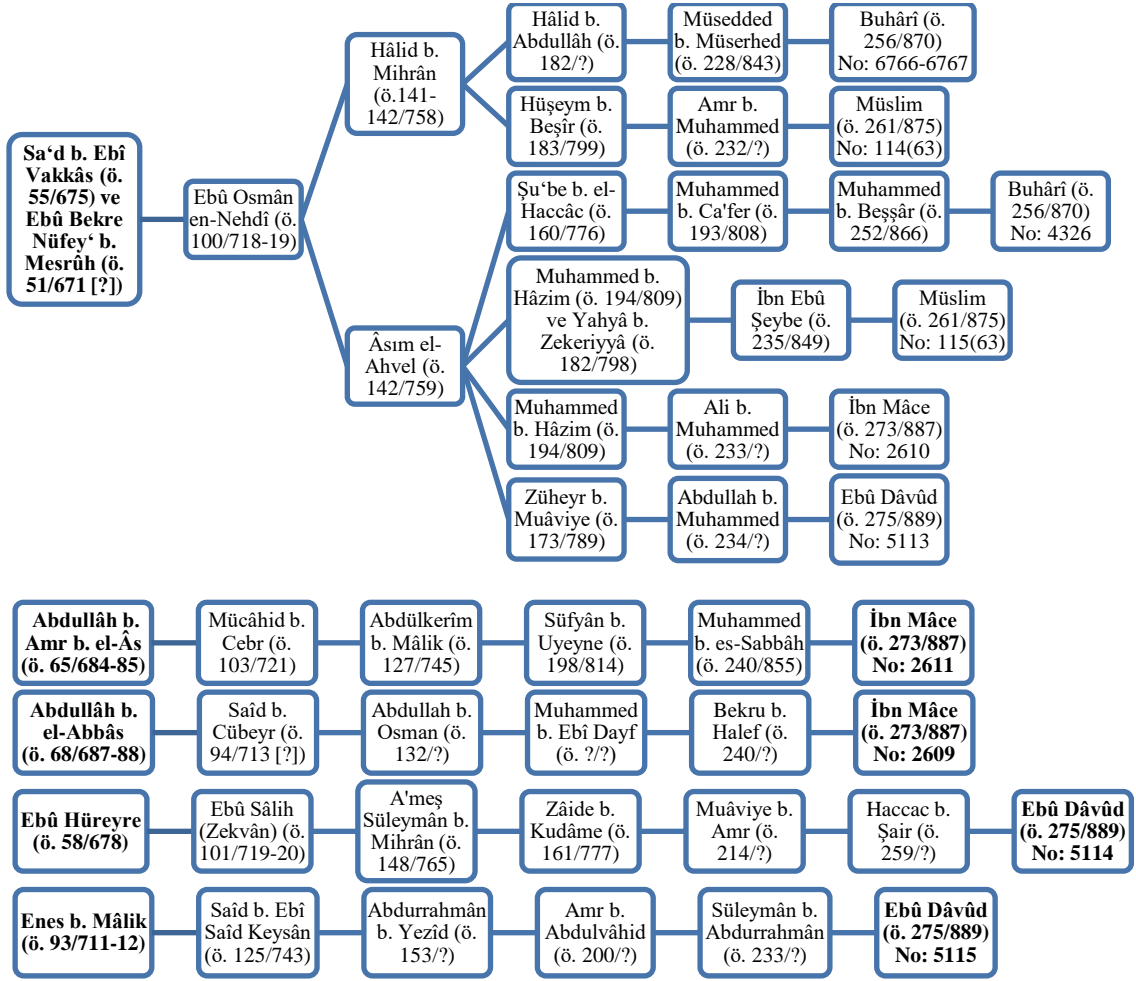 Sa‘d b. Ebî
Vakkâs (ö.
55/675) ve
Ebû Bekre
Nüfey‘ b.
Mesrûh (ö.
51/671 [?])
Ebû Osmân
en-Nehdî (ö.
100/718-19)
Hâlid b.
Mihrân
(ö.141-
142/758)
Hâlid b.
Abdullâh (ö.
182/?)
Müsedded
b. Müserhed
(ö. 228/843)
Buhârî (ö.
256/870)
No: 6766-6767
Hüşeym b.
Beşîr (ö.
183/799)
Amr b.
Muhammed
(ö. 232/?)
Müslim
(ö. 261/875)
No: 114(63)
Âsım el-
Ahvel (ö.
142/759)
Şu‘be b. el-
Haccâc (ö.
160/776)
Muhammed
b. Ca'fer (ö.
193/808)
Muhammed
b. Beşşâr (ö.
252/866)
Buhârî (ö.
256/870)
No: 4326
Muhammed b.
Hâzim (ö. 194/809)
ve Yahyâ b.
Zekeriyyâ (ö.
182/798)
İbn Ebû
Şeybe (ö.
235/849)
Müslim
(ö. 261/875)
No: 115(63)
Muhammed
b. Hâzim (ö.
194/809)
Ali b.
Muhammed
(ö. 233/?)
İbn Mâce
(ö. 273/887)
No: 2610
Züheyr b.
Muâviye (ö.
173/789)
Abdullah b.
Muhammed
(ö. 234/?)
Ebû Dâvûd
(ö. 275/889)
No: 5113
Abdullâh b.
Amr b. el-Âs
(ö. 65/684-85)
Mücâhid b.
Cebr (ö.
103/721)
Abdülkerîm
b. Mâlik (ö.
127/745)
Süfyân b.
Uyeyne (ö.
198/814)
Muhammed
b. es-Sabbâh
(ö. 240/855)
İbn Mâce
(ö. 273/887)
No: 2611
Abdullâh b.
el-Abbâs
(ö. 68/687-88)
Saîd b.
Cübeyr (ö.
94/713 [?])
Abdullah b.
Osman (ö.
132/?)
Muhammed
b. Ebî Dayf
(ö. ?/?)
Bekru b.
Halef (ö.
240/?)
İbn Mâce
(ö. 273/887)
No: 2609
Ebû Hüreyre
(ö. 58/678)
Ebû Sâlih
(Zekvân) (ö.
101/719-20)
A'meş
Süleymân b.
Mihrân (ö.
148/765)
Zâide b.
Kudâme (ö.
161/777)
Muâviye b.
Amr (ö.
214/?)
Haccac b.
Şair (ö.
259/?)
Ebû Dâvûd
(ö. 275/889)
No: 5114
Enes b. Mâlik
(ö. 93/711-12)
Saîd b. Ebî
Saîd Keysân
(ö. 125/743)
Abdurrahmân
b. Yezîd (ö.
153/?)
Amr b.
Abdulvâhid
(ö. 200/?)
Süleymân b.
Abdurrahmân
(ö. 233/?)
Ebû Dâvûd
(ö. 275/889)
No: 5115